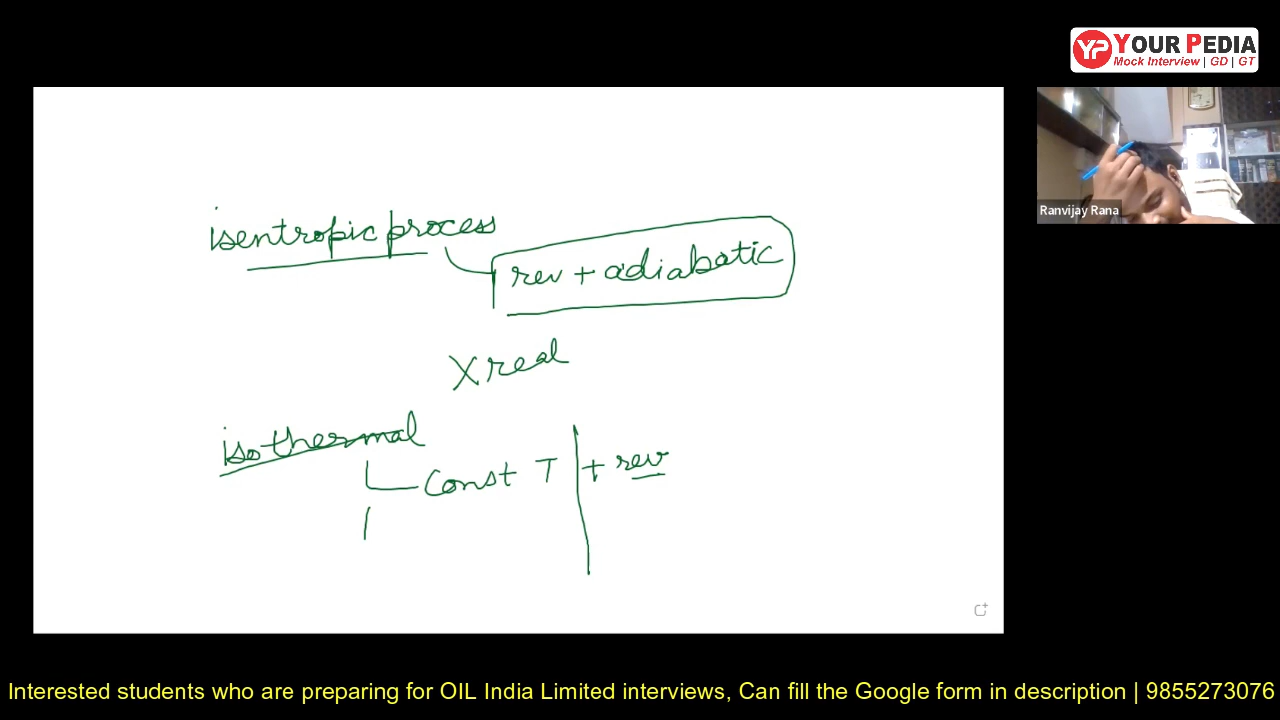 YP YOUR PEDIA
Mock Interview | GD | GT
Ranvijay Rana
isentropic process
rev + adiabatic
X real
isothermal
Const T + rev
Interested students who are preparing for OIL India Limited interviews, Can fill the Google form in description | 9855273076